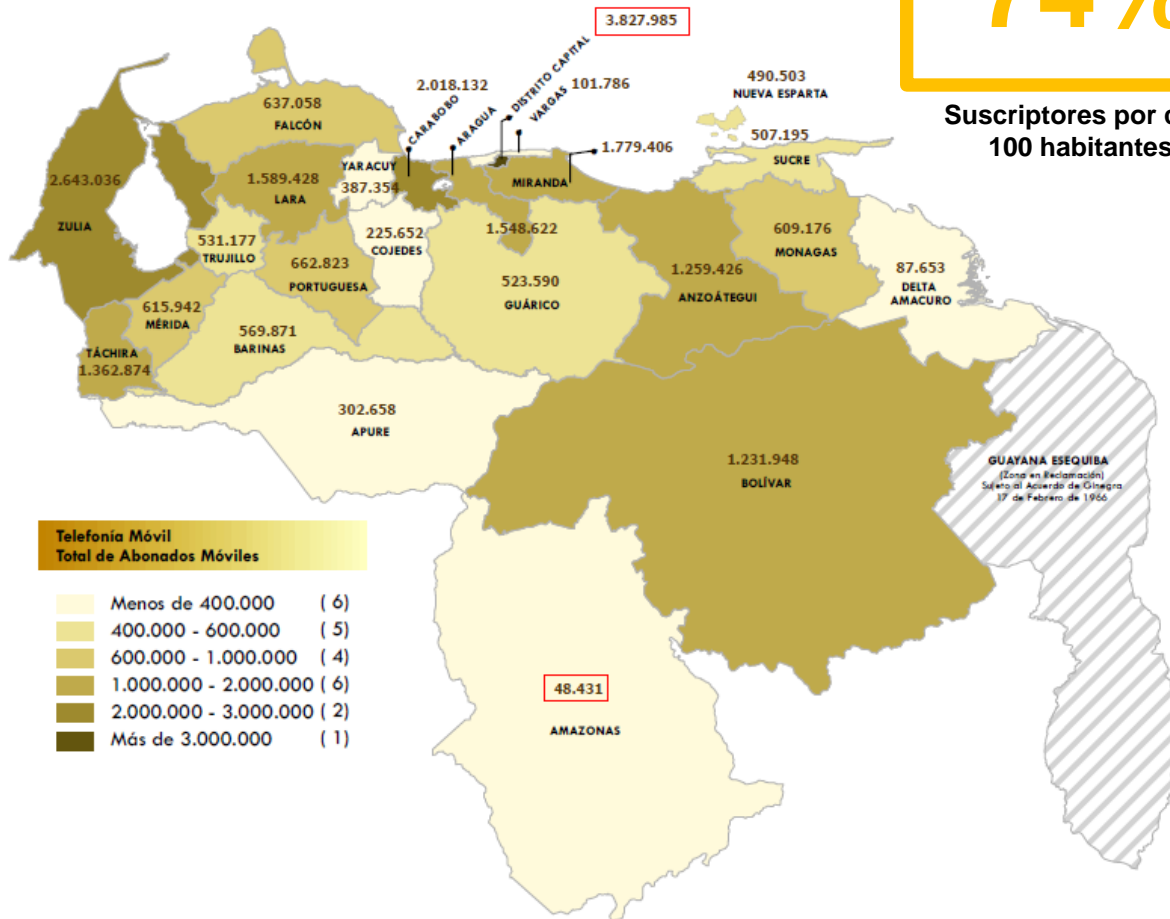 74%
Suscriptores por
100 habitantes
3.827.985
DISTRITO CAPITAL
2.018.132
CARABOBO
ARAGUA
VARGAS
101.786
490.503
NUEVA ESPARTA
637.058
FALCÓN
507.195
SUCRE
1.779.406
MIRANDA
YARACUY
387.354
2.643.036
ZULIA
1.589.428
LARA
531.177
TRUJILLO
225.652
COJEDES
1.548.622
609.176
MONAGAS
662.823
PORTUGUESA
523.590
GUÁRICO
1.259.426
ANZOÁTEGUI
87.653
DELTA
AMACURO
615.942
MÉRIDA
569.871
BARINAS
TÁCHIRA
1.362.874
302.658
APURE
1.231.948
BOLÍVAR
GUAYANA ESEQUIBA
(Zona en Reclamación)
Sujeto al Acuerdo de Ginegra
17 de Febrero de 1966
Telefonía Móvil
Total de Abonados Móviles
Menos de 400.000 ( 6)
400.000 - 600.000 ( 5)
600.000 - 1.000.000 ( 4)
1.000.000 - 2.000.000 ( 6)
2.000.000 - 3.000.000 ( 2)
Más de 3.000.000 ( 1)
48.431
AMAZONAS